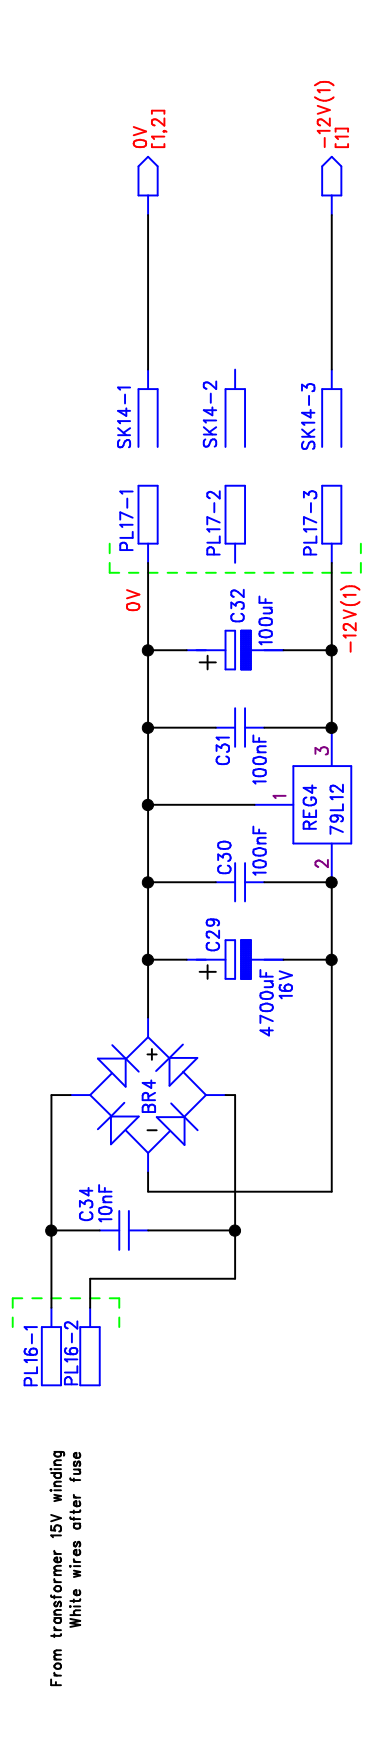 From transformer 15V winding
White wires after fuse
PL16-1
PL16-2
C34
10nF
BR4
-
+
C29
4700uF
16V
C30
100nF
REG4
79L12
1
2
3
C31
100nF
C32
100uF
+
+
0V
-12V(1)
PL17-1
PL17-2
PL17-3
SK14-1
SK14-2
SK14-3
0V
[1,2]
-12V(1)
[1]